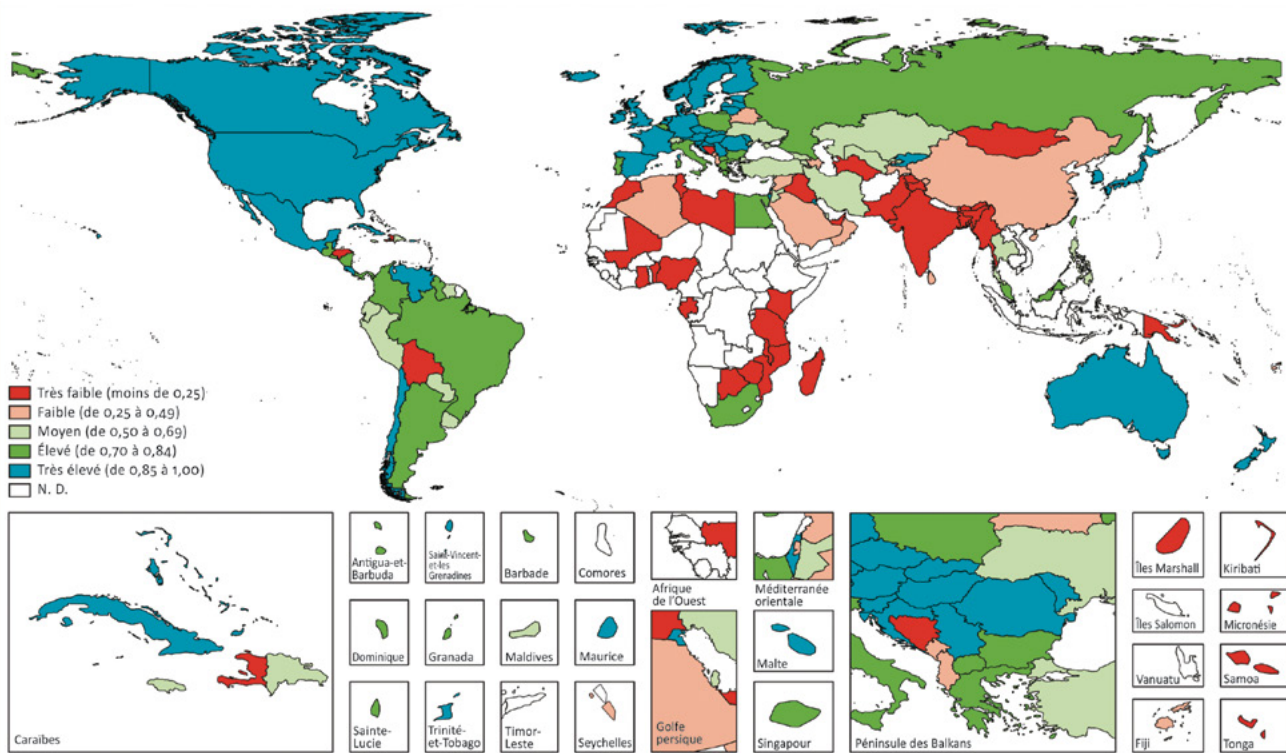 Très faible (moins de 0,25)
Faible (de 0,25 à 0,49)
Moyen (de 0,50 à 0,69)
Élevé (de 0,70 à 0,84)
Très élevé (de 0,85 à 1,00)
N. D.
Caraïbes
Antigua-et-
Barbuda
Saint-Vincent-
et-les
Grenadines
Barbade
Comores
Dominique
Granada
Maldives
Maurice
Sainte-
Lucie
Trinité-
et-Tobago
Timor-
Leste
Seychelles
Afrique
de l'Ouest
Méditerranée
orientale
Golfe
persique
Malte
Singapour
Péninsule des Balkans
Îles Marshall
Kiribati
Îles Salomon
Micronésie
Vanuatu
Samoa
Fiji
Tonga